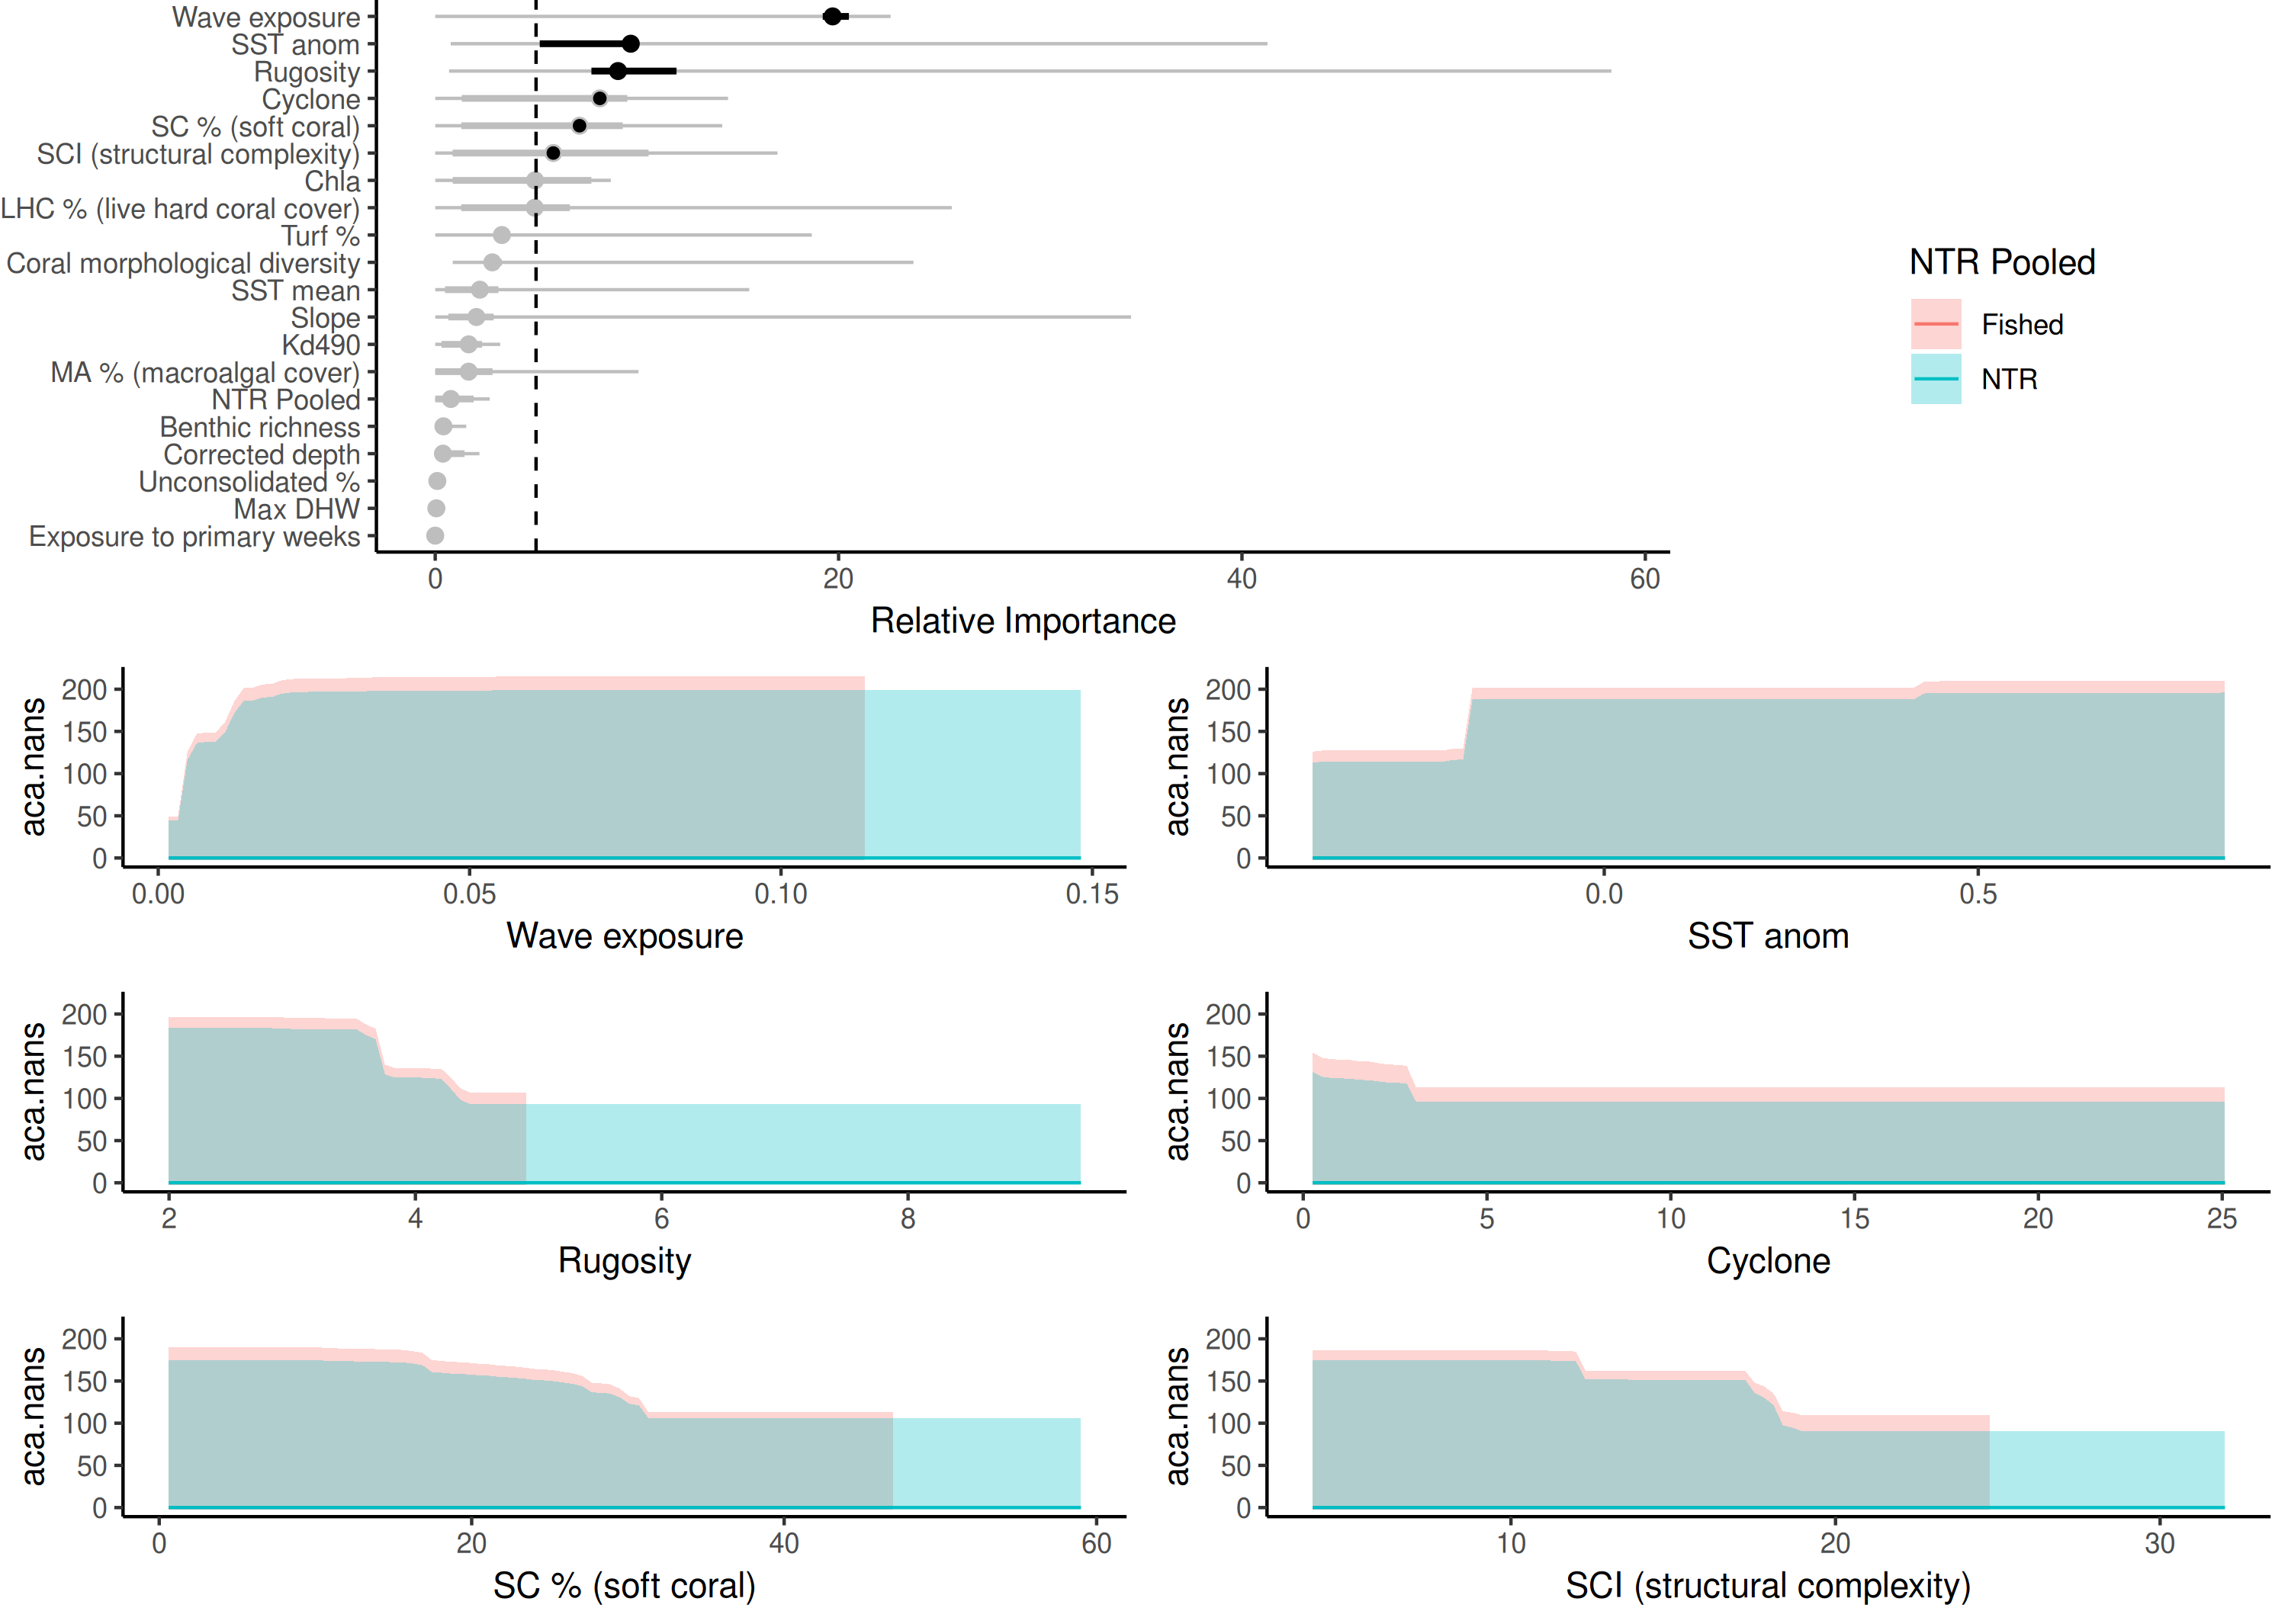 Wave exposure
SST anom
Rugosity
Cyclone
SC % (soft coral)
SCI (structural complexity)
Chla
LHC % (live hard coral cover)
Turf %
Coral morphological diversity
SST mean
Slope
Kd490
MA % (macroalgal cover)
NTR Pooled
Benthic richness
Corrected depth
Unconsolidated %
Max DHW
Exposure to primary weeks
0 20 40 60
Relative Importance
NTR Pooled
Fished
NTR
aca.nans
200
150
100
50
0
0.00 0.05 0.10 0.15
Wave exposure
aca.nans
200
150
100
50
0
0.0 0.5
SST anom
aca.nans
200
150
100
50
0
2 4 6 8
Rugosity
aca.nans
200
150
100
50
0
0 5 10 15 20 25
Cyclone
aca.nans
200
150
100
50
0
0 20 40 60
SC % (soft coral)
aca.nans
200
150
100
50
0
10 20 30
SCI (structural complexity)